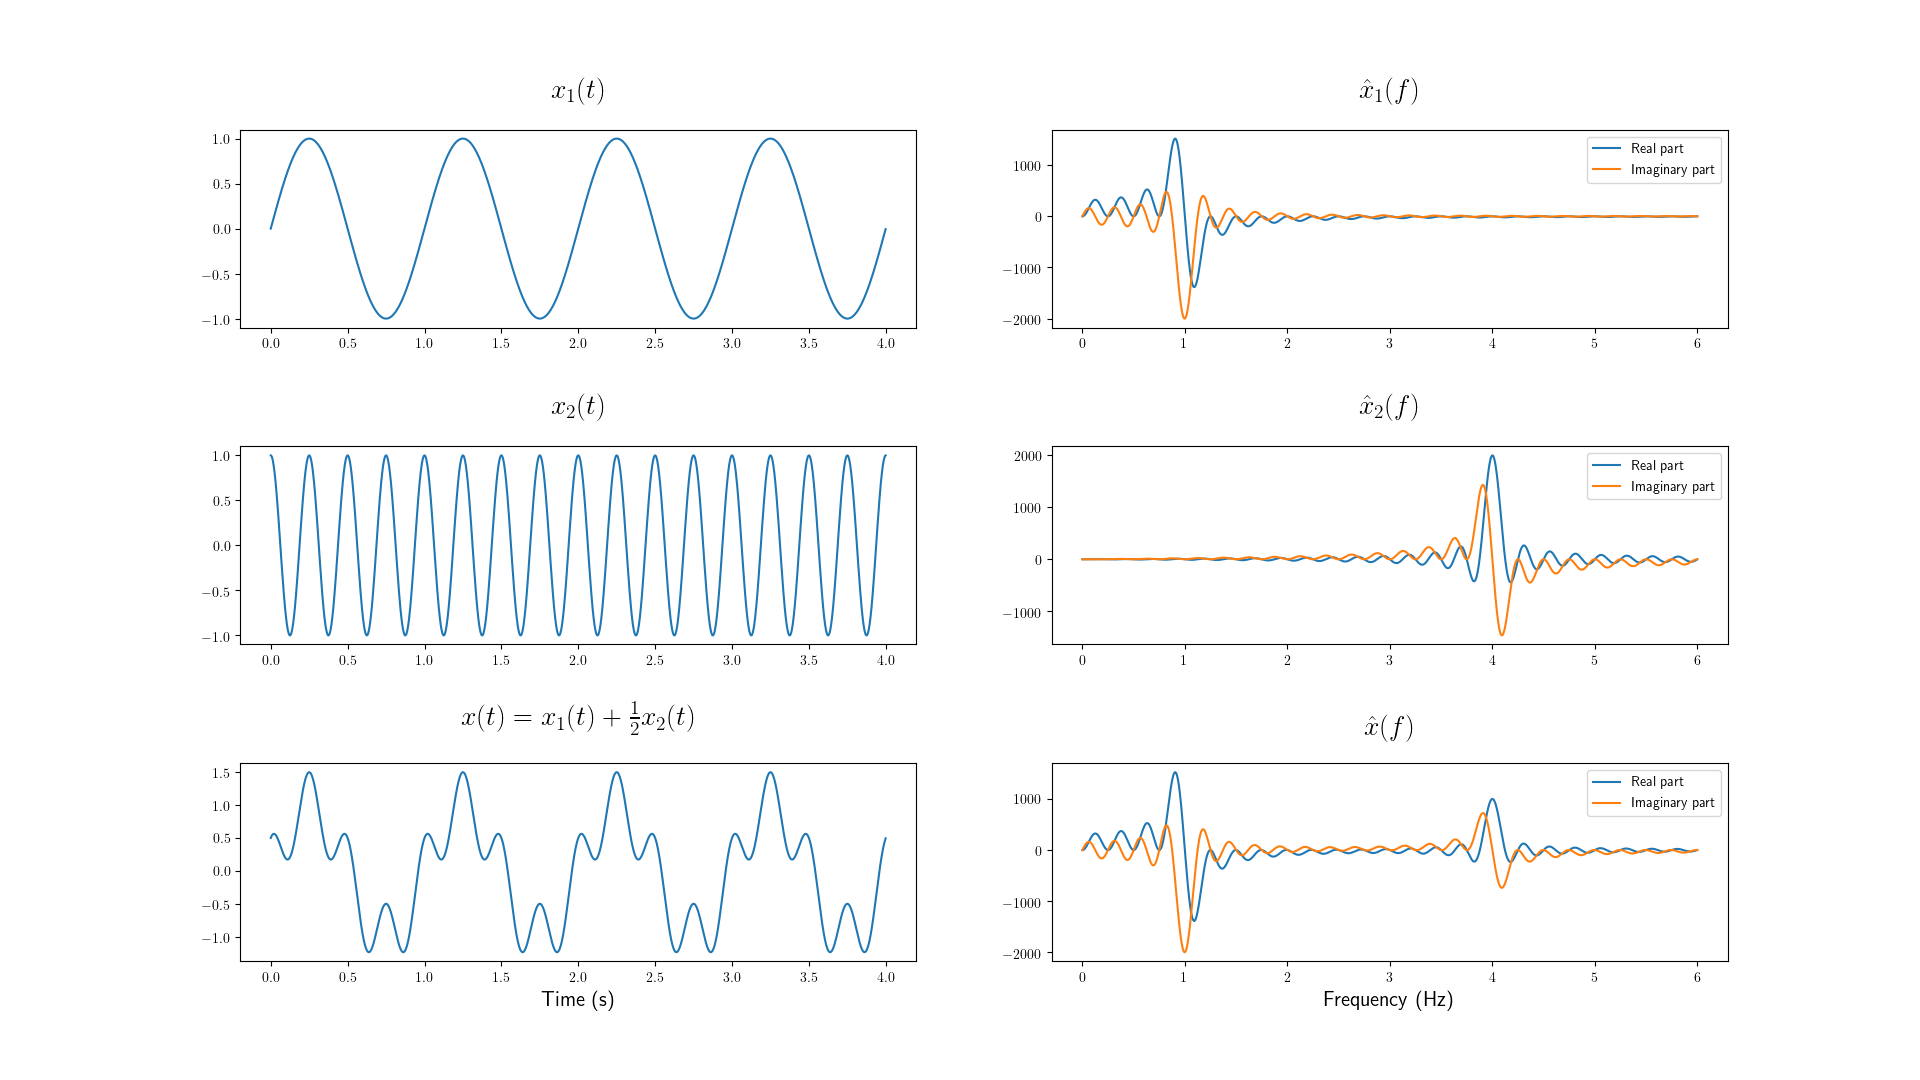 x₁(t)
1.0
0.5
0.0
−0.5
−1.0
0.0 0.5 1.0 1.5 2.0 2.5 3.0 3.5 4.0
x̂₁(f)
Real part
Imaginary part
1000
0
−1000
−2000
0 1 2 3 4 5 6
x₂(t)
1.0
0.5
0.0
−0.5
−1.0
0.0 0.5 1.0 1.5 2.0 2.5 3.0 3.5 4.0
x̂₂(f)
Real part
Imaginary part
2000
1000
0
−1000
0 1 2 3 4 5 6
x(t) = x₁(t) + ½x₂(t)
1.5
1.0
0.5
0.0
−0.5
−1.0
0.0 0.5 1.0 1.5 2.0 2.5 3.0 3.5 4.0
Time (s)
x̂(f)
Real part
Imaginary part
1000
0
−1000
−2000
0 1 2 3 4 5 6
Frequency (Hz)